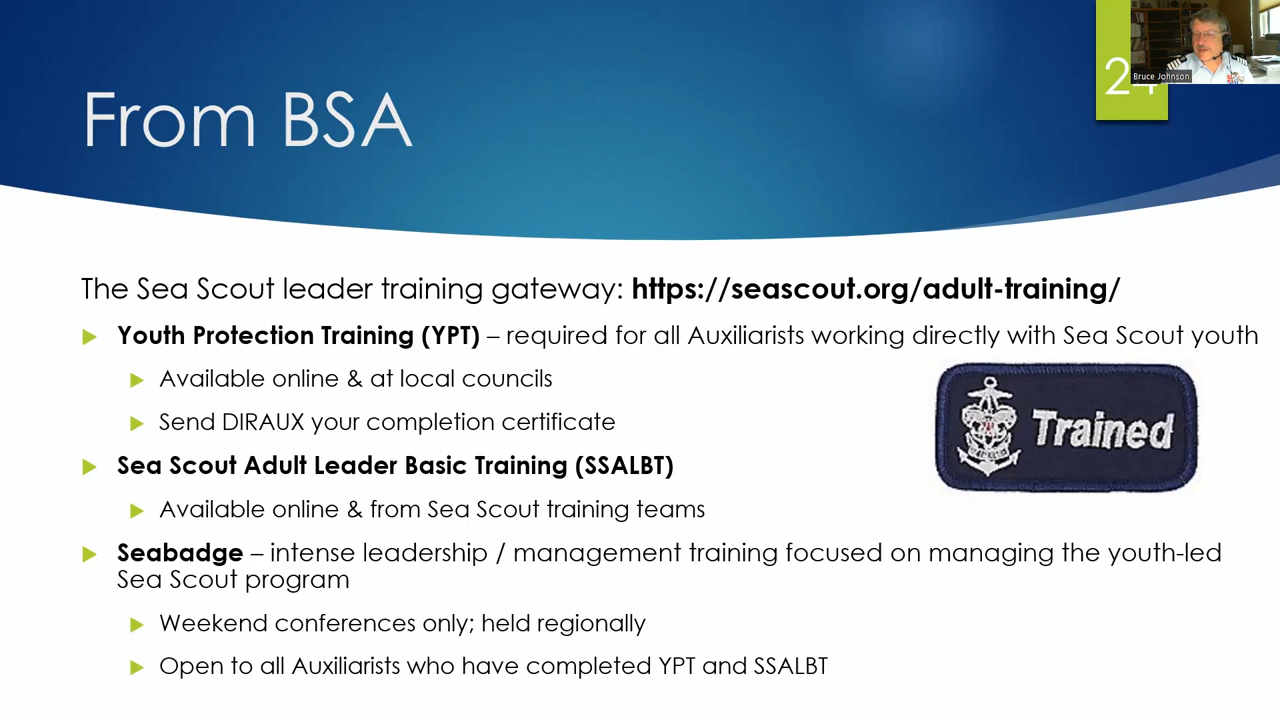 From BSA
24
Bruce Johnson
The Sea Scout leader training gateway: https://seascout.org/adult-training/
Youth Protection Training (YPT) – required for all Auxiliarists working directly with Sea Scout youth
Available online & at local councils
Send DIRAUX your completion certificate
Trained
Sea Scout Adult Leader Basic Training (SSALBT)
Available online & from Sea Scout training teams
Seabadge – intense leadership / management training focused on managing the youth-led
Sea Scout program
Weekend conferences only; held regionally
Open to all Auxiliarists who have completed YPT and SSALBT